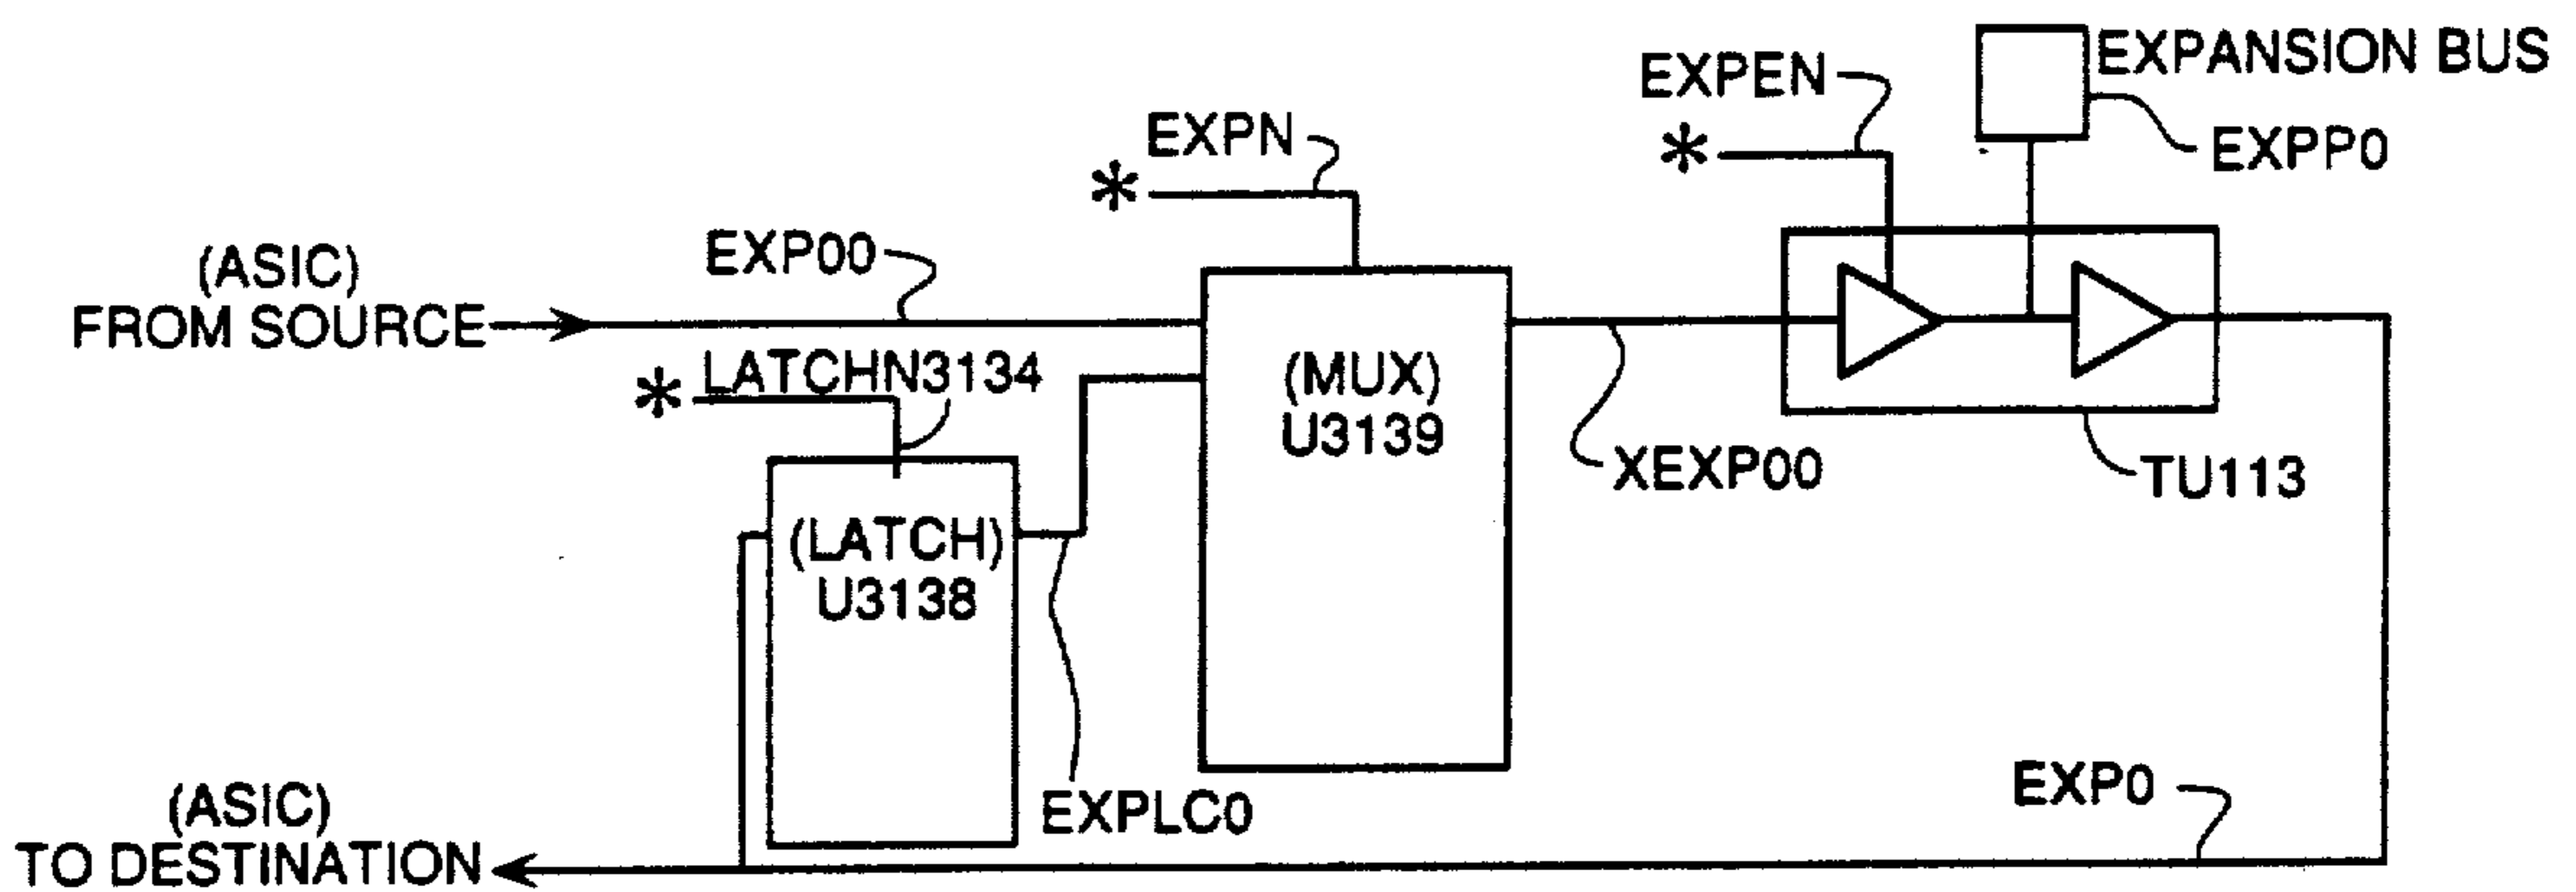 EXPANSION BUS
EXPEN
*
EXPP0
EXPN
*
(ASIC)
FROM SOURCE
EXP00
*
LATCHN3134
(MUX)
U3139
XEXP00
TU113
(LATCH)
U3138
EXPLC0
EXP0
(ASIC)
TO DESTINATION